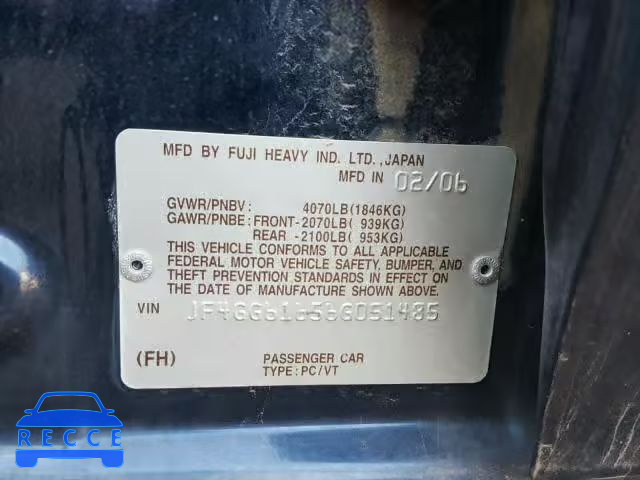 MFD BY FUJI HEAVY IND. LTD.,JAPAN
MFD IN 02/06
GVWR/PNBV : 4070LB(1846KG)
GAWR/PNBE: FRONT-2070LB( 939KG)
REAR -2100LB( 953KG)
THIS VEHICLE CONFORMS TO ALL APPLICABLE
FEDERAL MOTOR VEHICLE SAFETY, BUMPER, AND
THEFT PREVENTION STANDARDS IN EFFECT ON
THE DATE OF MANUFACTURE SHOWN ABOVE.
VIN : JF4GG61656G051485
(FH) PASSENGER CAR
TYPE:PC/VT
RECCE